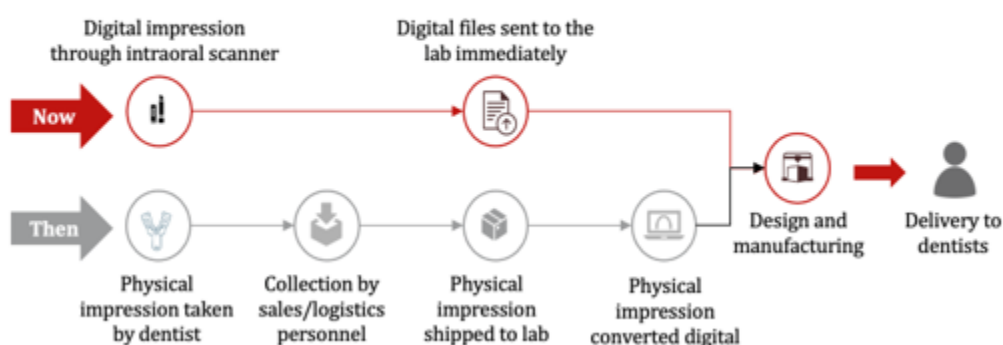 Digital impression
through intraoral scanner
Digital files sent to the
lab immediately
Now
Then
Design and
manufacturing
Delivery to
dentists
Physical
impression taken
by dentist
Collection by
sales/logistics
personnel
Physical
impression
shipped to lab
Physical
impression
converted digital